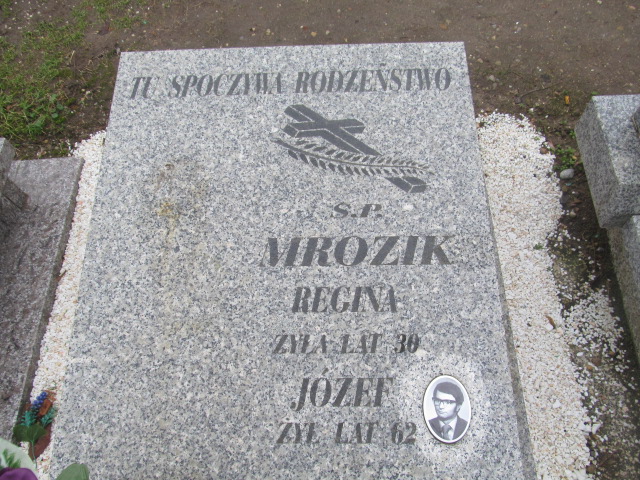 TU SPOCZYWA RODZEŃSTWO
Ś.P.
MROZIK
REGINA
ŻYŁA LAT 30
JÓZEF
ŻYŁ LAT 62